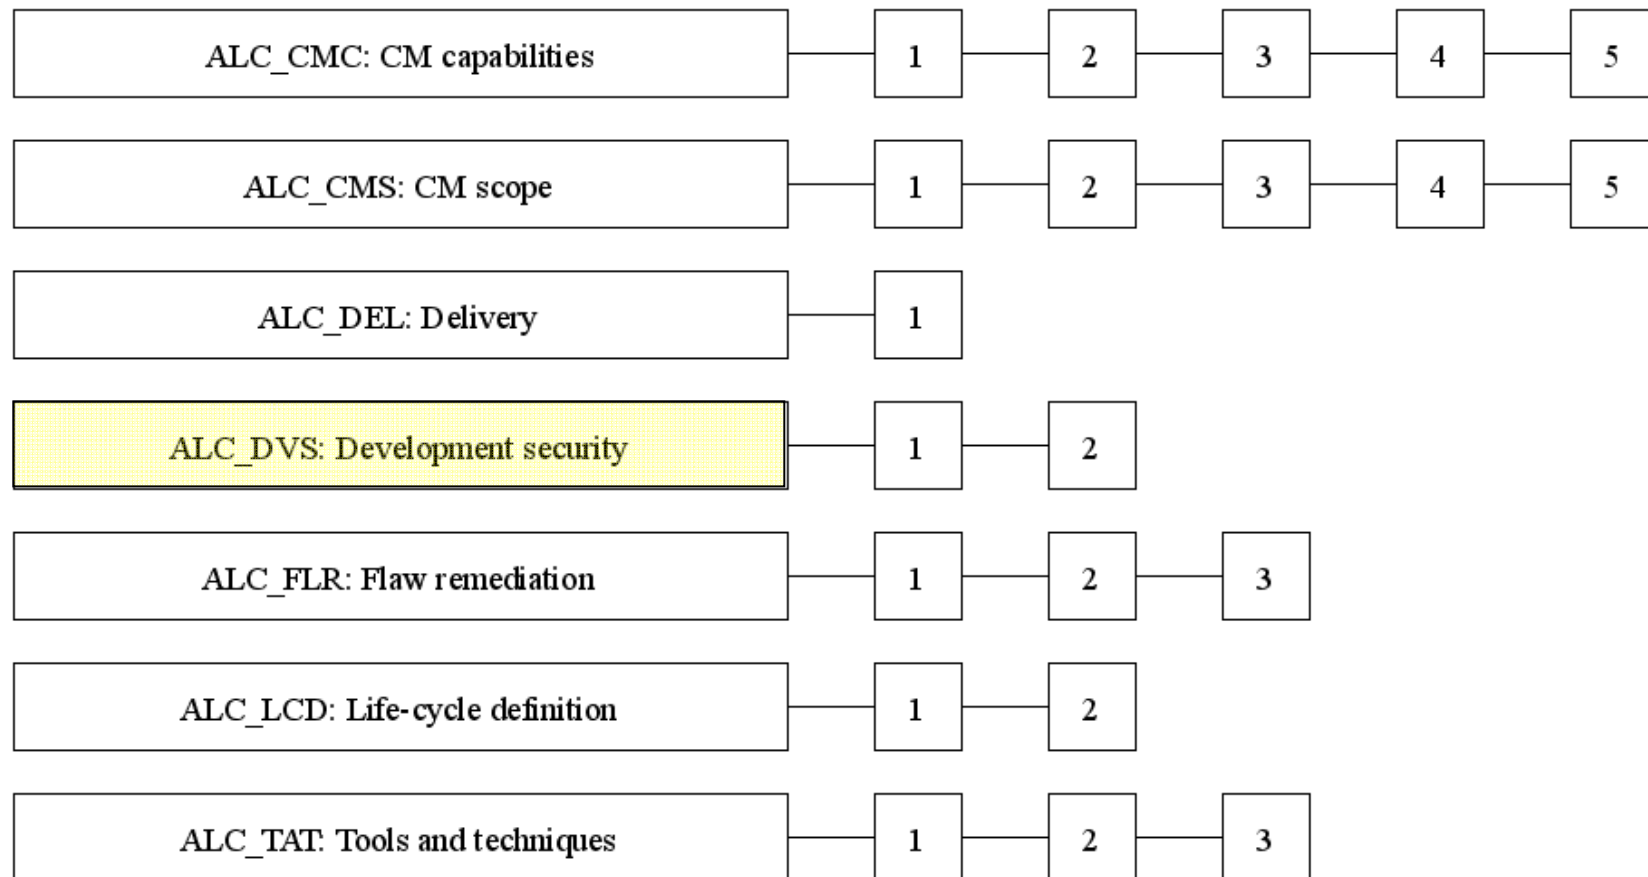 ALC_CMC: CM capabilities 1 2 3 4 5
ALC_CMS: CM scope 1 2 3 4 5
ALC_DEL: Delivery 1
ALC_DVS: Development security 1 2
ALC_FLR: Flaw remediation 1 2 3
ALC_LCD: Life-cycle definition 1 2
ALC_TAT: Tools and techniques 1 2 3